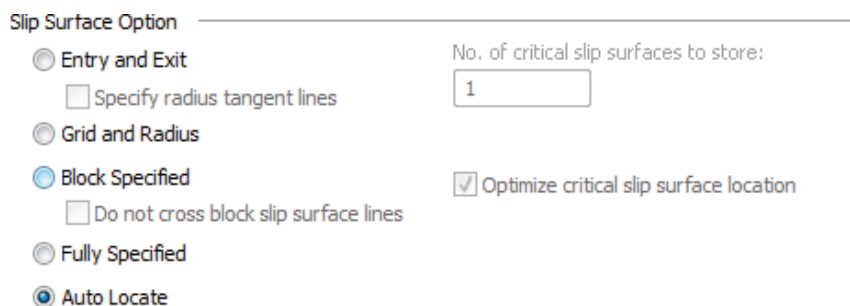 Slip Surface Option
Entry and Exit
No. of critical slip surfaces to store:
Specify radius tangent lines
1
Grid and Radius
Block Specified
Optimize critical slip surface location
Do not cross block slip surface lines
Fully Specified
Auto Locate